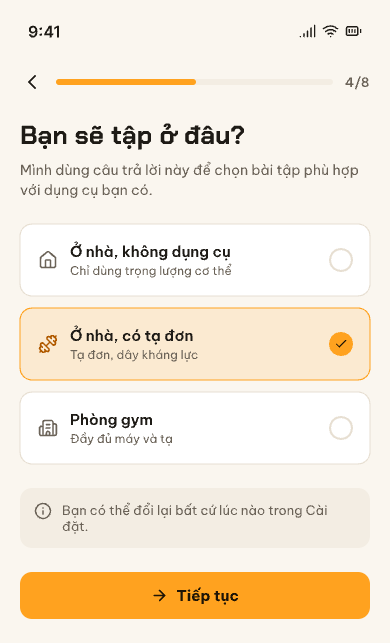 9:41
4/8
Bạn sẽ tập ở đâu?
Mình dùng câu trả lời này để chọn bài tập phù hợp
với dụng cụ bạn có.
Ở nhà, không dụng cụ
Chỉ dùng trọng lượng cơ thể
Ở nhà, có tạ đơn
Tạ đơn, dây kháng lực
Phòng gym
Đầy đủ máy và tạ
Bạn có thể đổi lại bất cứ lúc nào trong Cài
đặt.
Tiếp tục